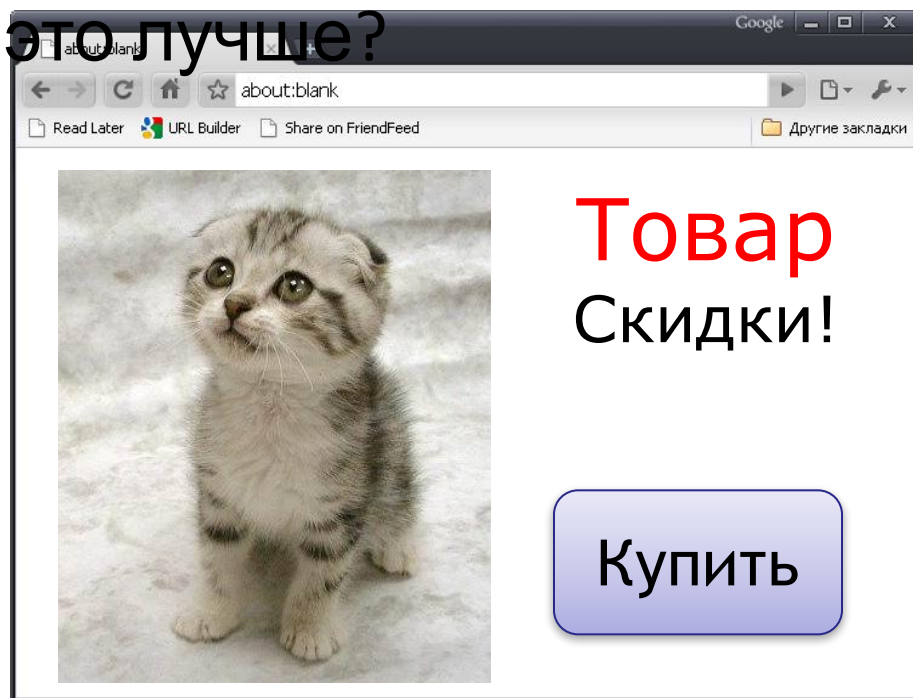 это лучше?
Google
about:blank
about:blank
Read Later URL Builder Share on FriendFeed Другие закладки
Товар
Скидки!
Купить